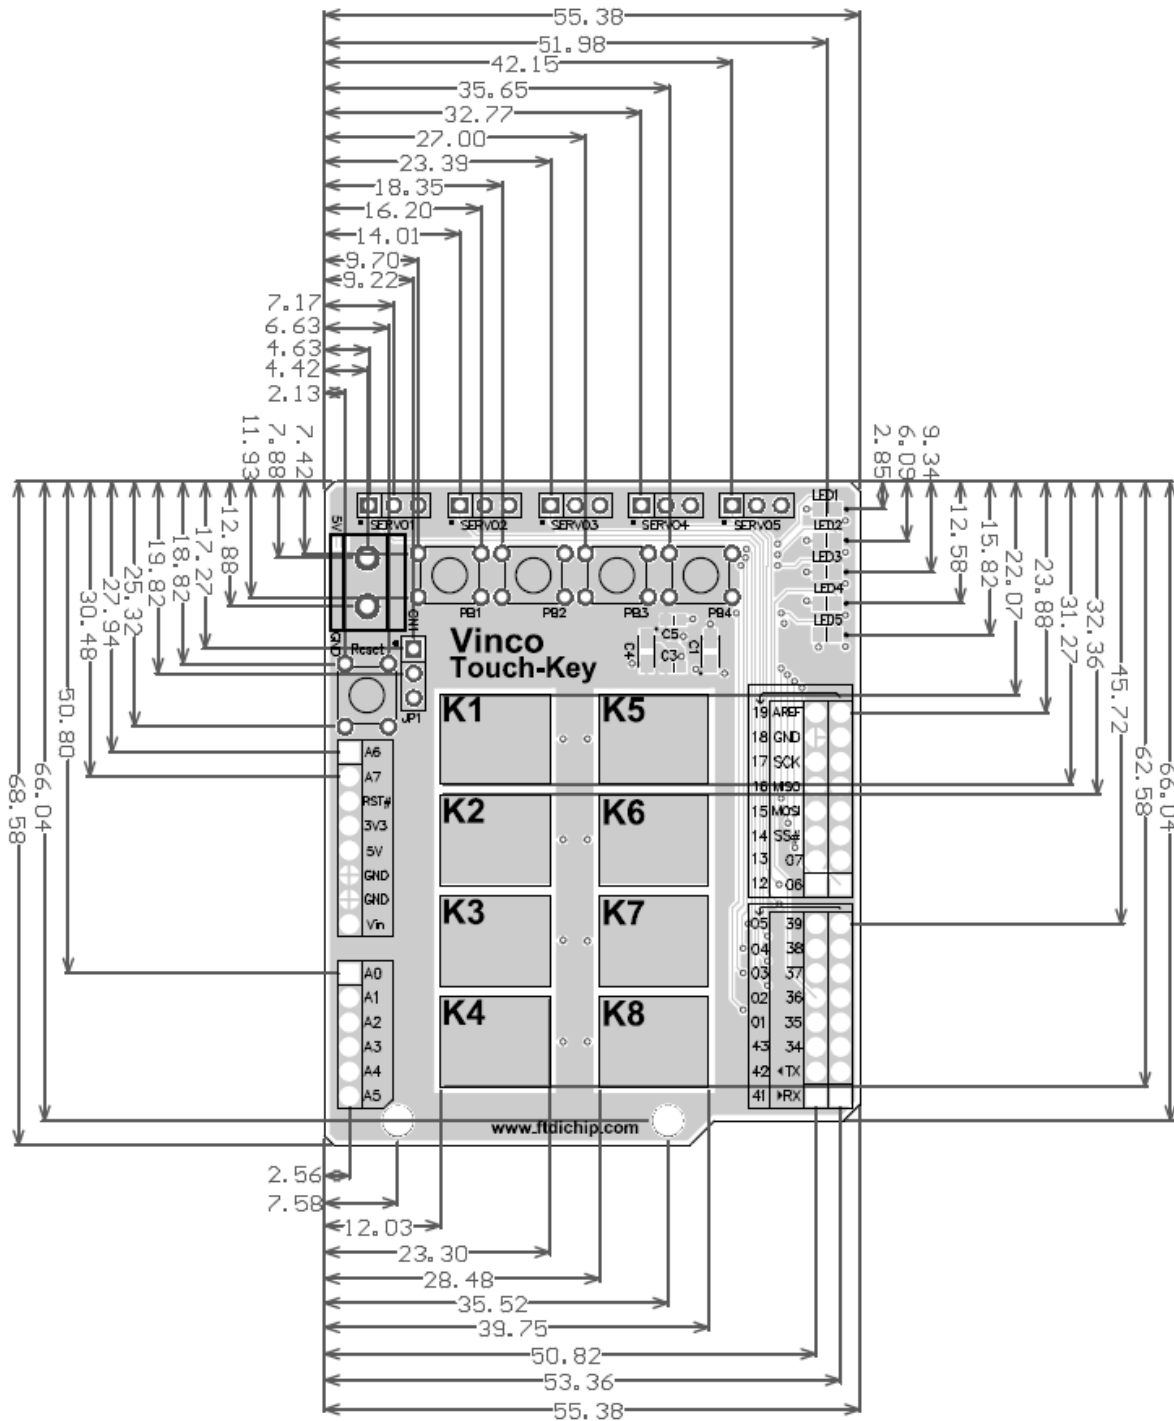 55.38
51.98
42.15
35.65
32.77
27.00
23.39
18.35
16.20
14.01
9.70
9.22
7.17
6.63
4.63
4.42
2.13
11.93
7.88
7.42
2.85
6.09
9.34
68.58
66.04
50.80
30.48
27.94
25.32
19.82
18.82
17.27
12.88
12.58
15.82
22.07
23.88
31.27
32.36
45.72
62.58
66.04
5V
SERVO1
SERVO2
SERVO3
SERVO4
SERVO5
LED1
LED2
LED3
LED4
LED5
PB1
PB2
PB3
PB4
CN1
GND
Reset
JP1
Vinco
Touch-Key
C4
C5
C3
C1
K1
K5
K2
K6
K3
K7
K4
K8
A6
A7
RST#
3V3
5V
GND
GND
Vin
A0
A1
A2
A3
A4
A5
19 AREF
18 GND
17 SCK
16 MISO
15 MOSI
14 SS#
13 07
12 06
05 39
04 38
03 37
02 36
01 35
43 34
42 TX
41 RX
www.ftdichip.com
2.56
7.58
12.03
23.30
28.48
35.52
39.75
50.82
53.36
55.38